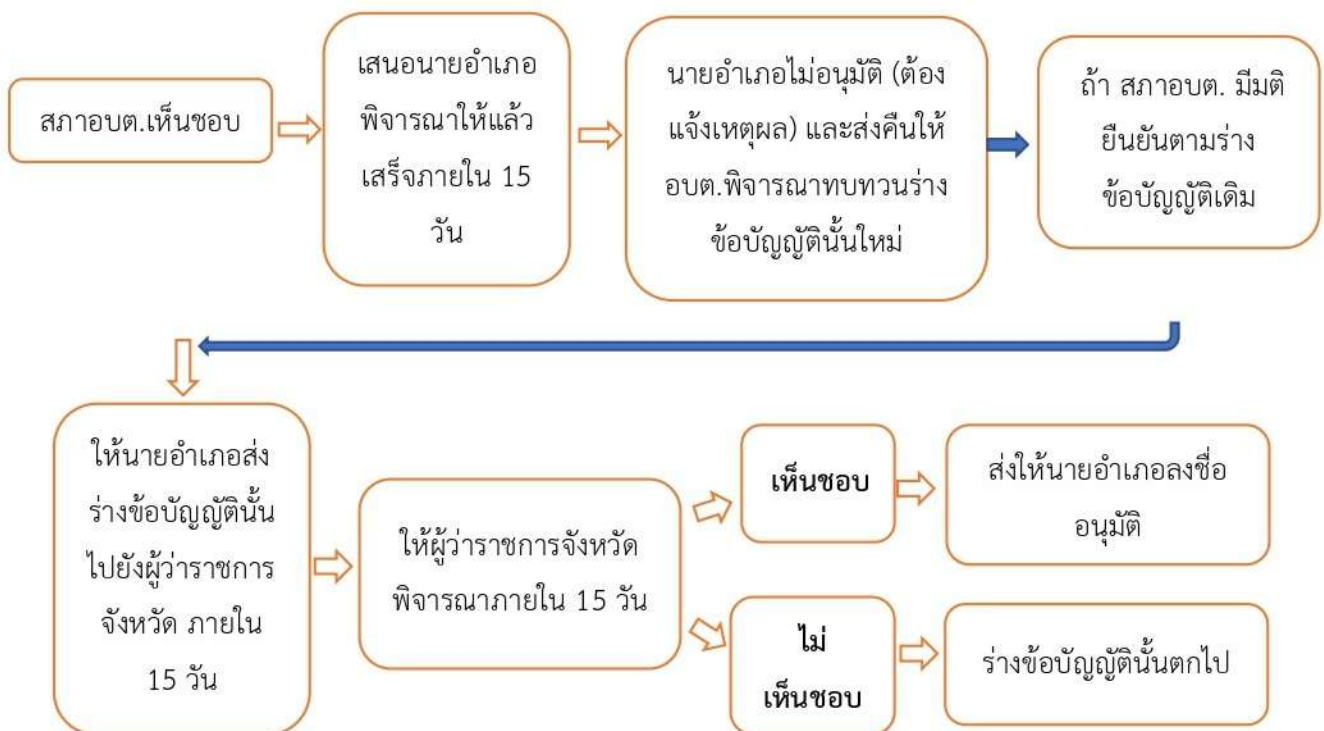 สภาอบต.เห็นชอบ
เสนอนายอำเภอ
พิจารณาให้แล้ว
เสร็จภายใน 15
วัน
นายอำเภอไม่อนุมัติ (ต้อง
แจ้งเหตุผล) และส่งคืนให้
อบต.พิจารณาทบทวนร่าง
ข้อบัญญัตินั้นใหม่
ถ้า สภาอบต. มีมติ
ยืนยันตามร่าง
ข้อบัญญัติเดิม
ให้นายอำเภอส่ง
ร่างข้อบัญญัตินั้น
ไปยังผู้ว่าราชการ
จังหวัด ภายใน
15 วัน
ให้ผู้ว่าราชการจังหวัด
พิจารณาภายใน 15 วัน
เห็นชอบ
ส่งให้นายอำเภอลงชื่อ
อนุมัติ
ไม่
เห็นชอบ
ร่างข้อบัญญัตินั้นตกไป